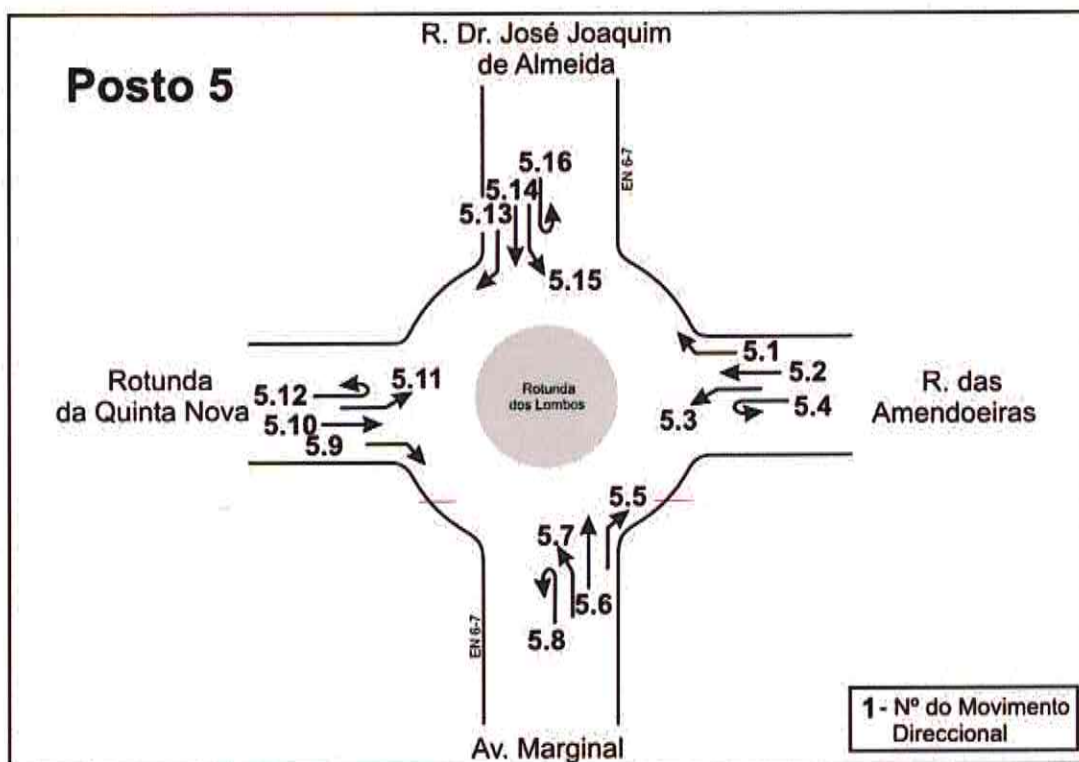 R. Dr. José Joaquim
de Almeida
Posto 5
EN 6-7
5.16
5.14
5.13
5.15
5.1
5.2
5.3
5.4
R. das
Amendoeiras
Rotunda
da Quinta Nova
5.12
5.11
5.10
5.9
Rotunda
dos Lombos
5.5
5.7
5.6
5.8
EN 6-7
Av. Marginal
1 - Nº do Movimento
Direccional